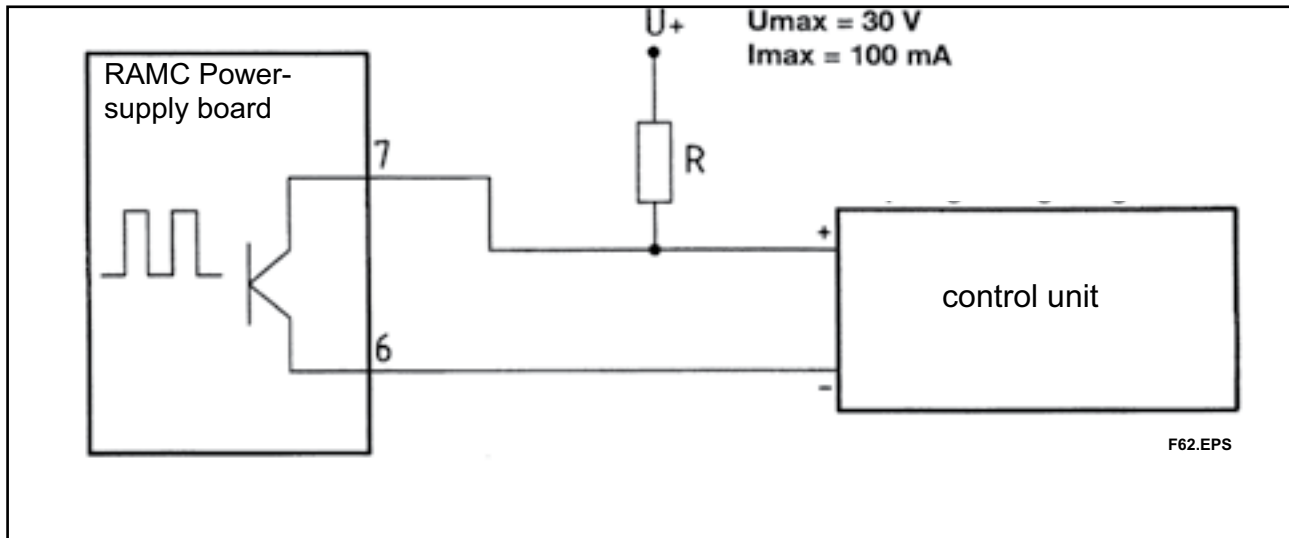 U+
Umax = 30 V
Imax = 100 mA
RAMC Power-
supply board
7
R
+
control unit
6
-
F62.EPS